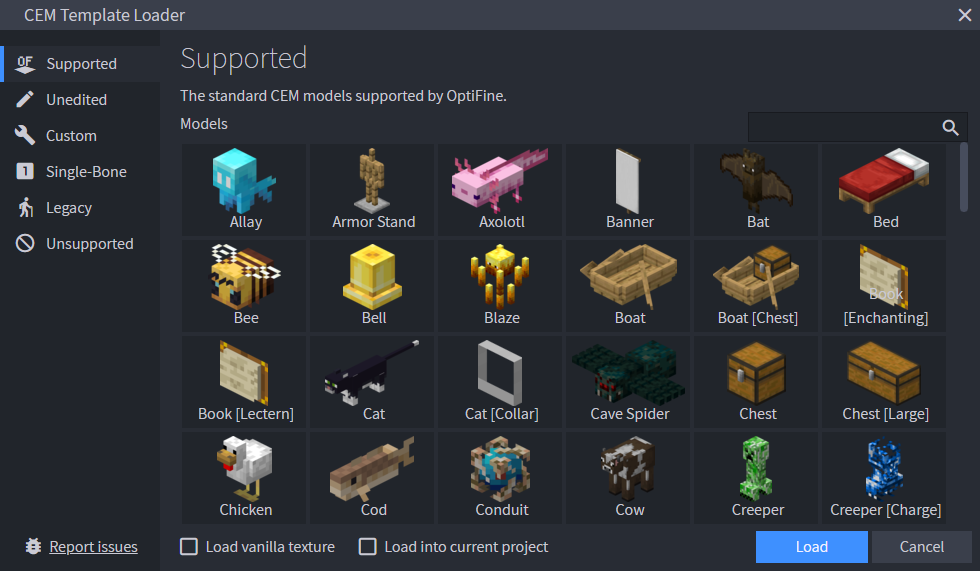 CEM Template Loader
Supported
Unedited
Custom
Single-Bone
Legacy
Unsupported
Report issues
Supported
The standard CEM models supported by OptiFine.
Models
Allay
Armor Stand
Axolotl
Banner
Bat
Bed
Bee
Bell
Blaze
Boat
Boat [Chest]
Book
[Enchanting]
Book [Lectern]
Cat
Cat [Collar]
Cave Spider
Chest
Chest [Large]
Chicken
Cod
Conduit
Cow
Creeper
Creeper [Charge]
Load vanilla texture
Load into current project
Load
Cancel